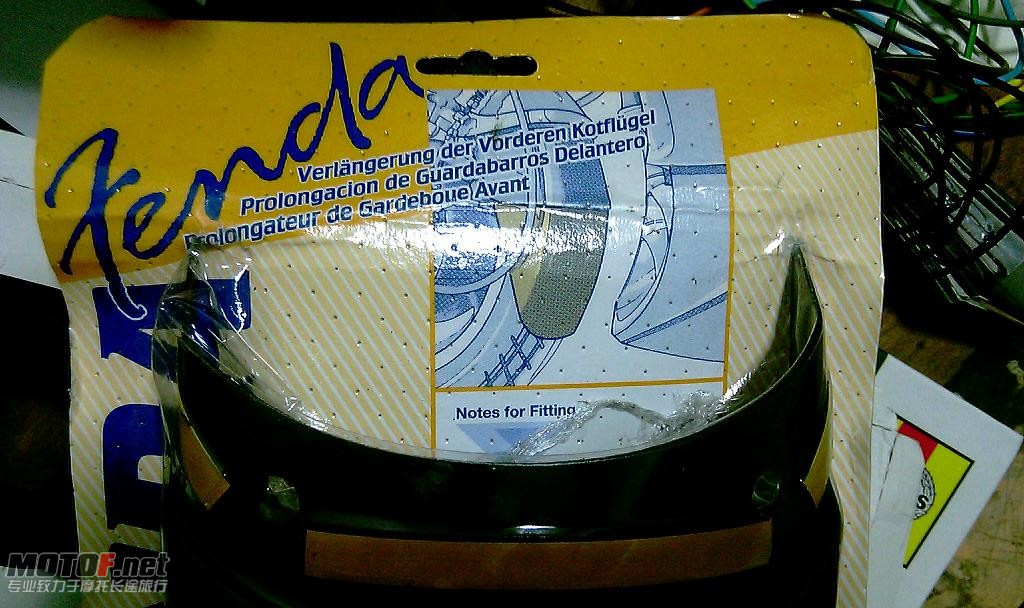 Fenda
Verlängerung der Vorderen Kotflügel
Prolongacion de Guardabarros Delantero
Prolongateur de Gardeboue Avant
Notes for Fitting
S
MOTOF.net
专业致力于摩托长途旅行